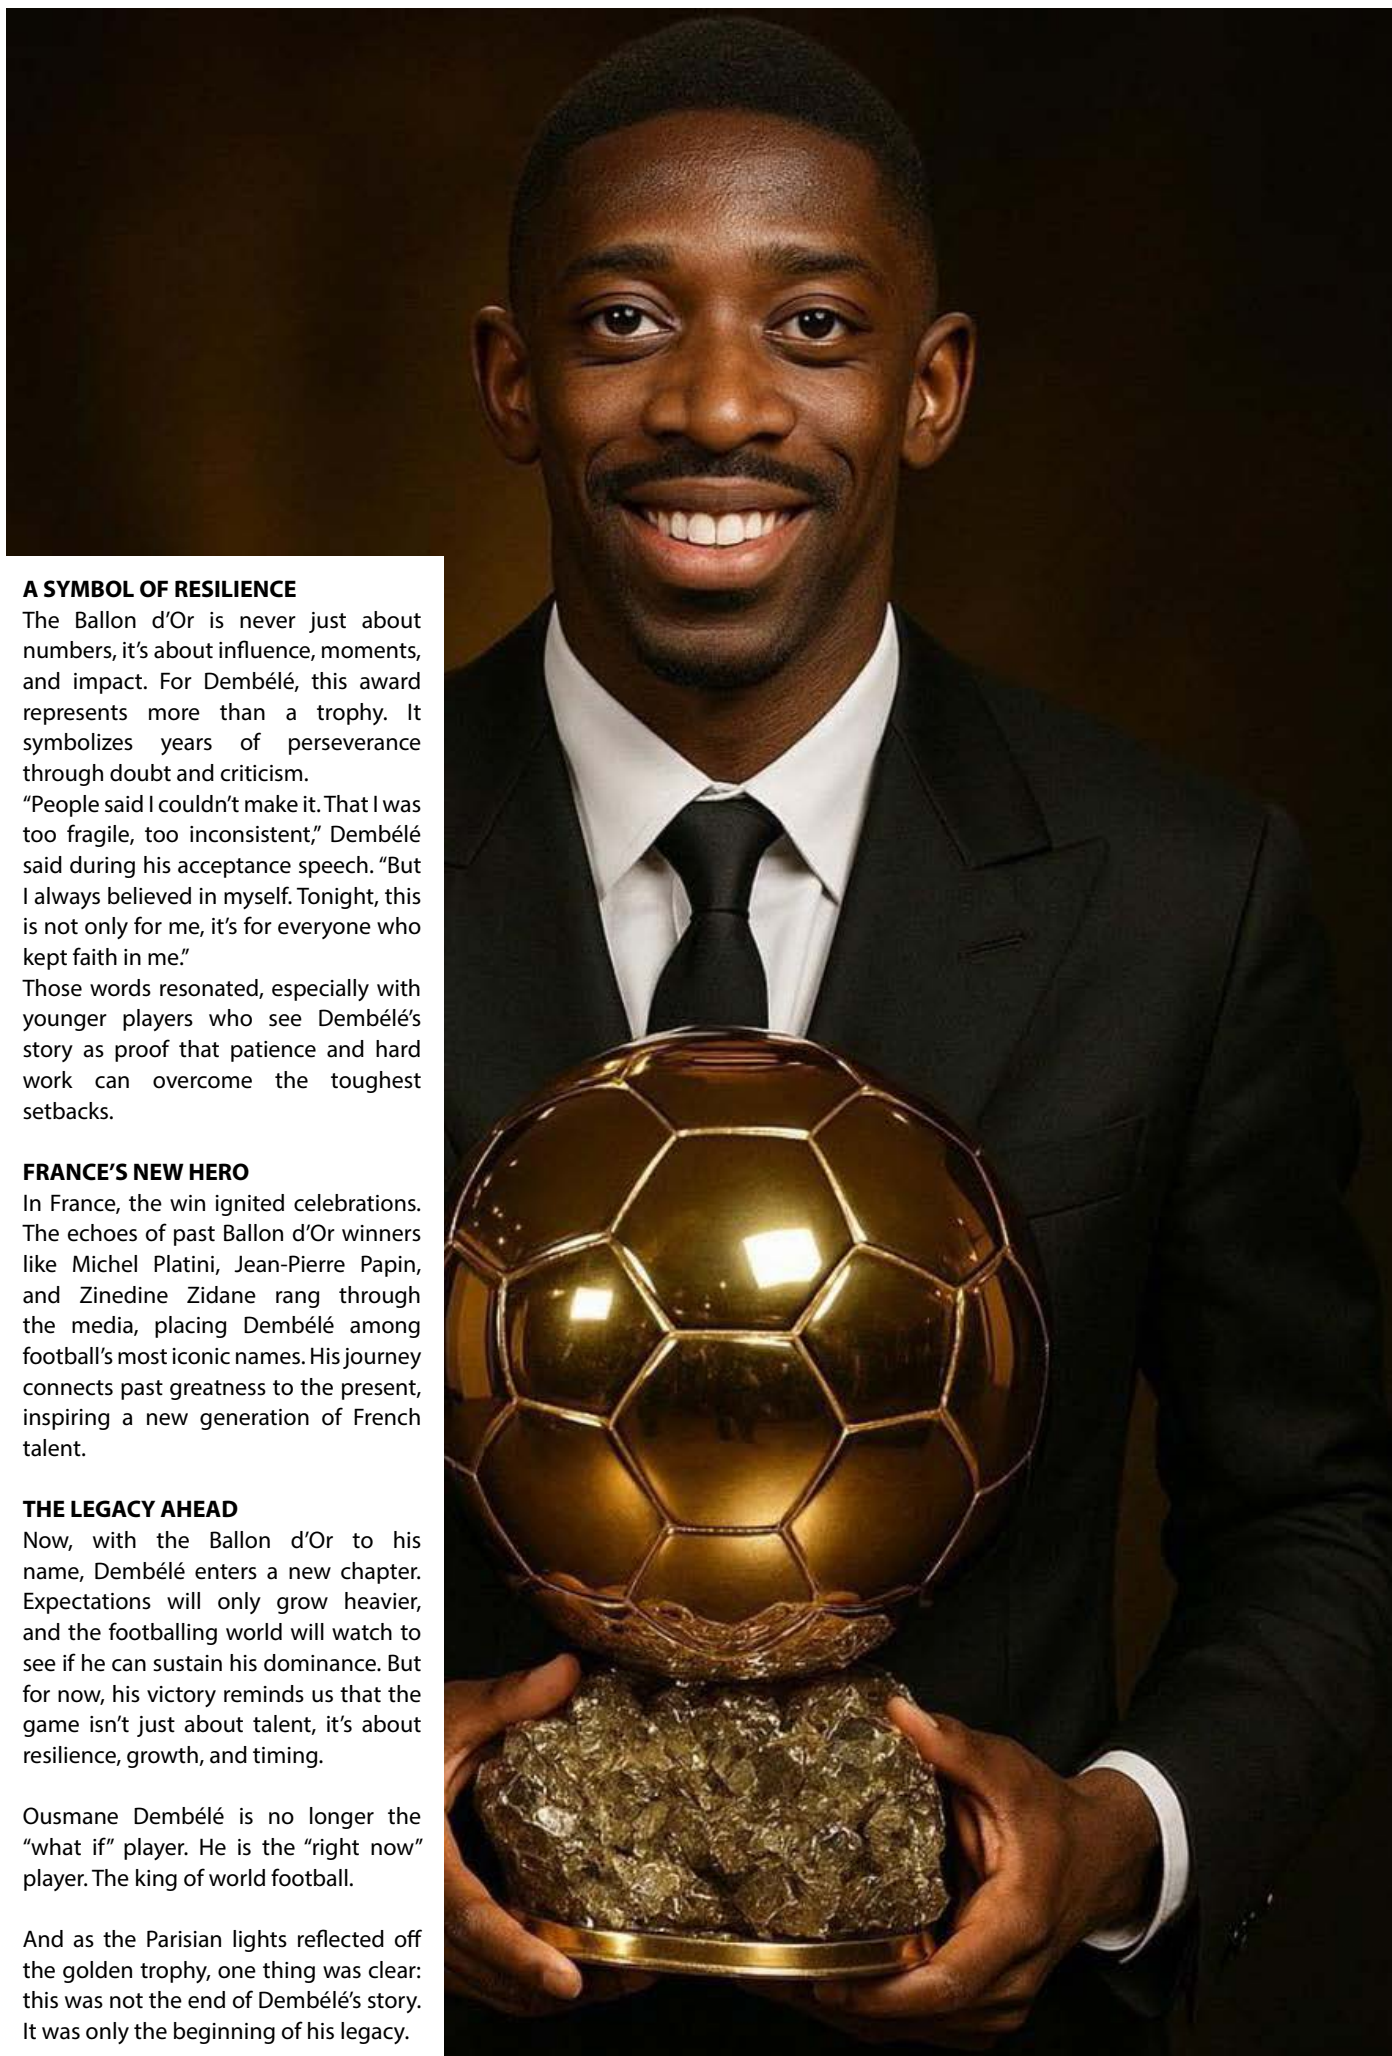 A SYMBOL OF RESILIENCE
The Ballon d’Or is never just about
numbers, it’s about influence, moments,
and impact. For Dembélé, this award
represents more than a trophy. It
symbolizes years of perseverance
through doubt and criticism.
“People said I couldn’t make it. That I was
too fragile, too inconsistent,” Dembélé
said during his acceptance speech. “But
I always believed in myself. Tonight, this
is not only for me, it’s for everyone who
kept faith in me.”
Those words resonated, especially with
younger players who see Dembélé’s
story as proof that patience and hard
work can overcome the toughest
setbacks.
FRANCE’S NEW HERO
In France, the win ignited celebrations.
The echoes of past Ballon d’Or winners
like Michel Platini, Jean-Pierre Papin,
and Zinedine Zidane rang through
the media, placing Dembélé among
football’s most iconic names. His journey
connects past greatness to the present,
inspiring a new generation of French
talent.
THE LEGACY AHEAD
Now, with the Ballon d’Or to his
name, Dembélé enters a new chapter.
Expectations will only grow heavier,
and the footballing world will watch to
see if he can sustain his dominance. But
for now, his victory reminds us that the
game isn’t just about talent, it’s about
resilience, growth, and timing.
Ousmane Dembélé is no longer the
“what if” player. He is the “right now”
player. The king of world football.
And as the Parisian lights reflected off
the golden trophy, one thing was clear:
this was not the end of Dembélé’s story.
It was only the beginning of his legacy.